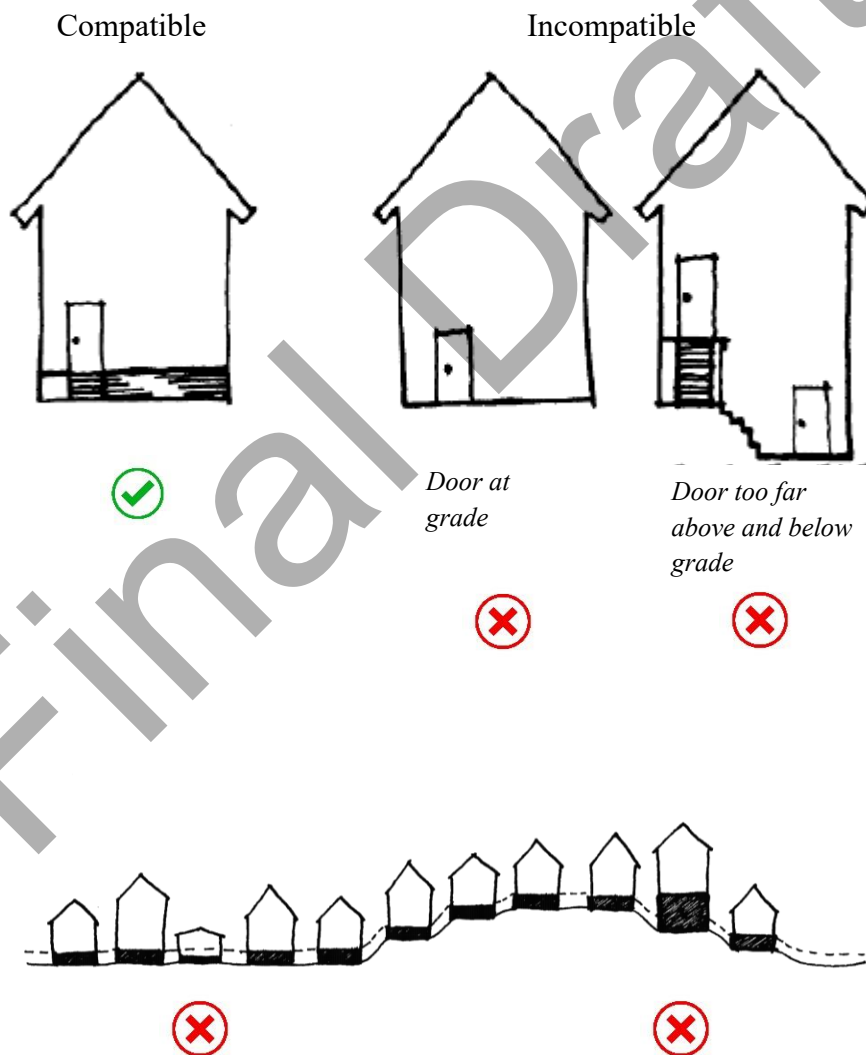 Compatible
Incompatible
Door at
grade
Door too far
above and below
grade
Final Draft